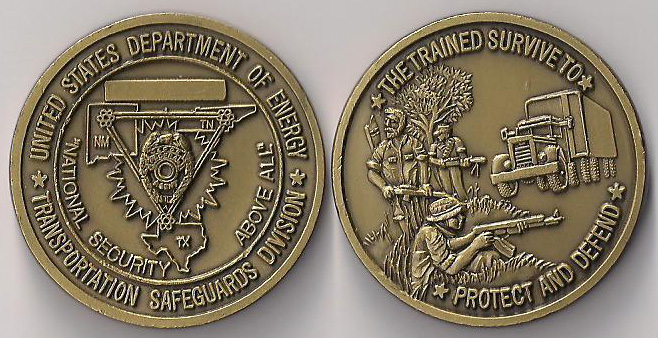 UNITED STATES DEPARTMENT OF ENERGY
TRANSPORTATION SAFEGUARDS DIVISION
"NATIONAL SECURITY ABOVE ALL"
NM
TN
TX
THE TRAINED SURVIVE TO
PROTECT AND DEFEND